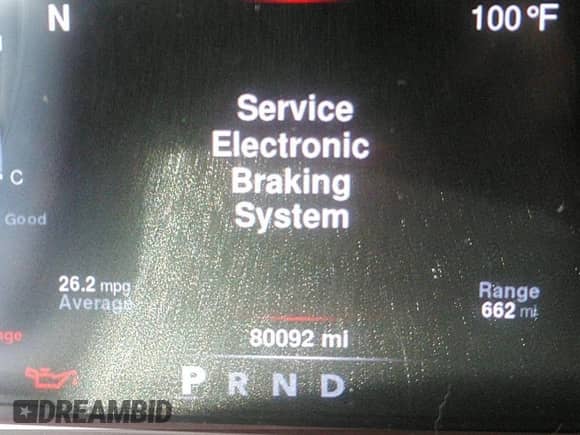 N
100°F
Service
Electronic
Braking
System
C
Good
26.2 mpg
Average
Range
662 mi
80092 mi
P R N D
DREAMBID